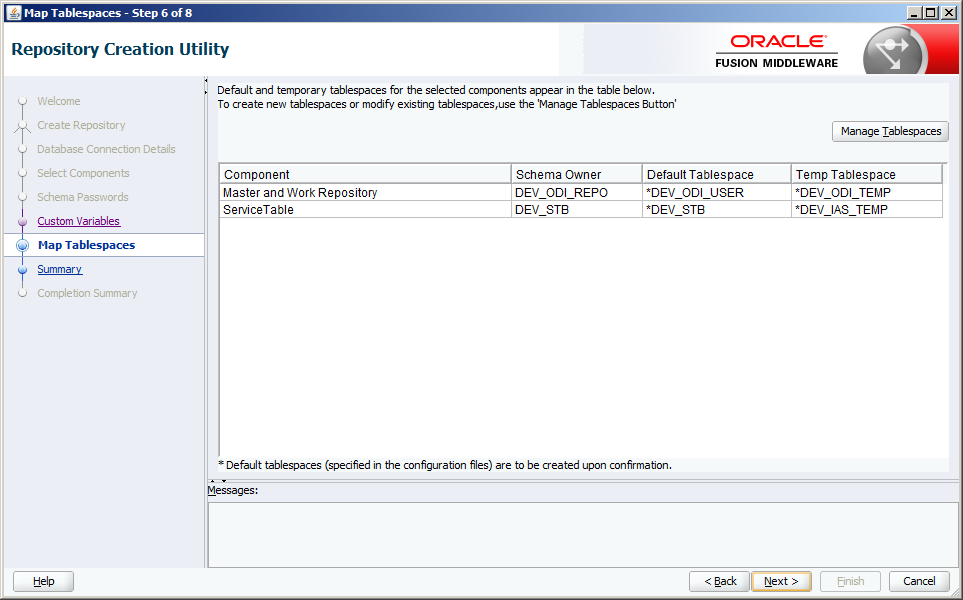 Map Tablespaces - Step 6 of 8
Repository Creation Utility
ORACLE
FUSION MIDDLEWARE
Welcome
Create Repository
Database Connection Details
Select Components
Schema Passwords
Custom Variables
Map Tablespaces
Summary
Completion Summary
Default and temporary tablespaces for the selected components appear in the table below.
To create new tablespaces or modify existing tablespaces,use the 'Manage Tablespaces Button'
Manage Tablespaces
Component Schema Owner Default Tablespace Temp Tablespace
Master and Work Repository DEV_ODI_REPO *DEV_ODI_USER *DEV_ODI_TEMP
ServiceTable DEV_STB *DEV_STB *DEV_IAS_TEMP
* Default tablespaces (specified in the configuration files) are to be created upon confirmation.
Messages:
Help < Back Next > Finish Cancel